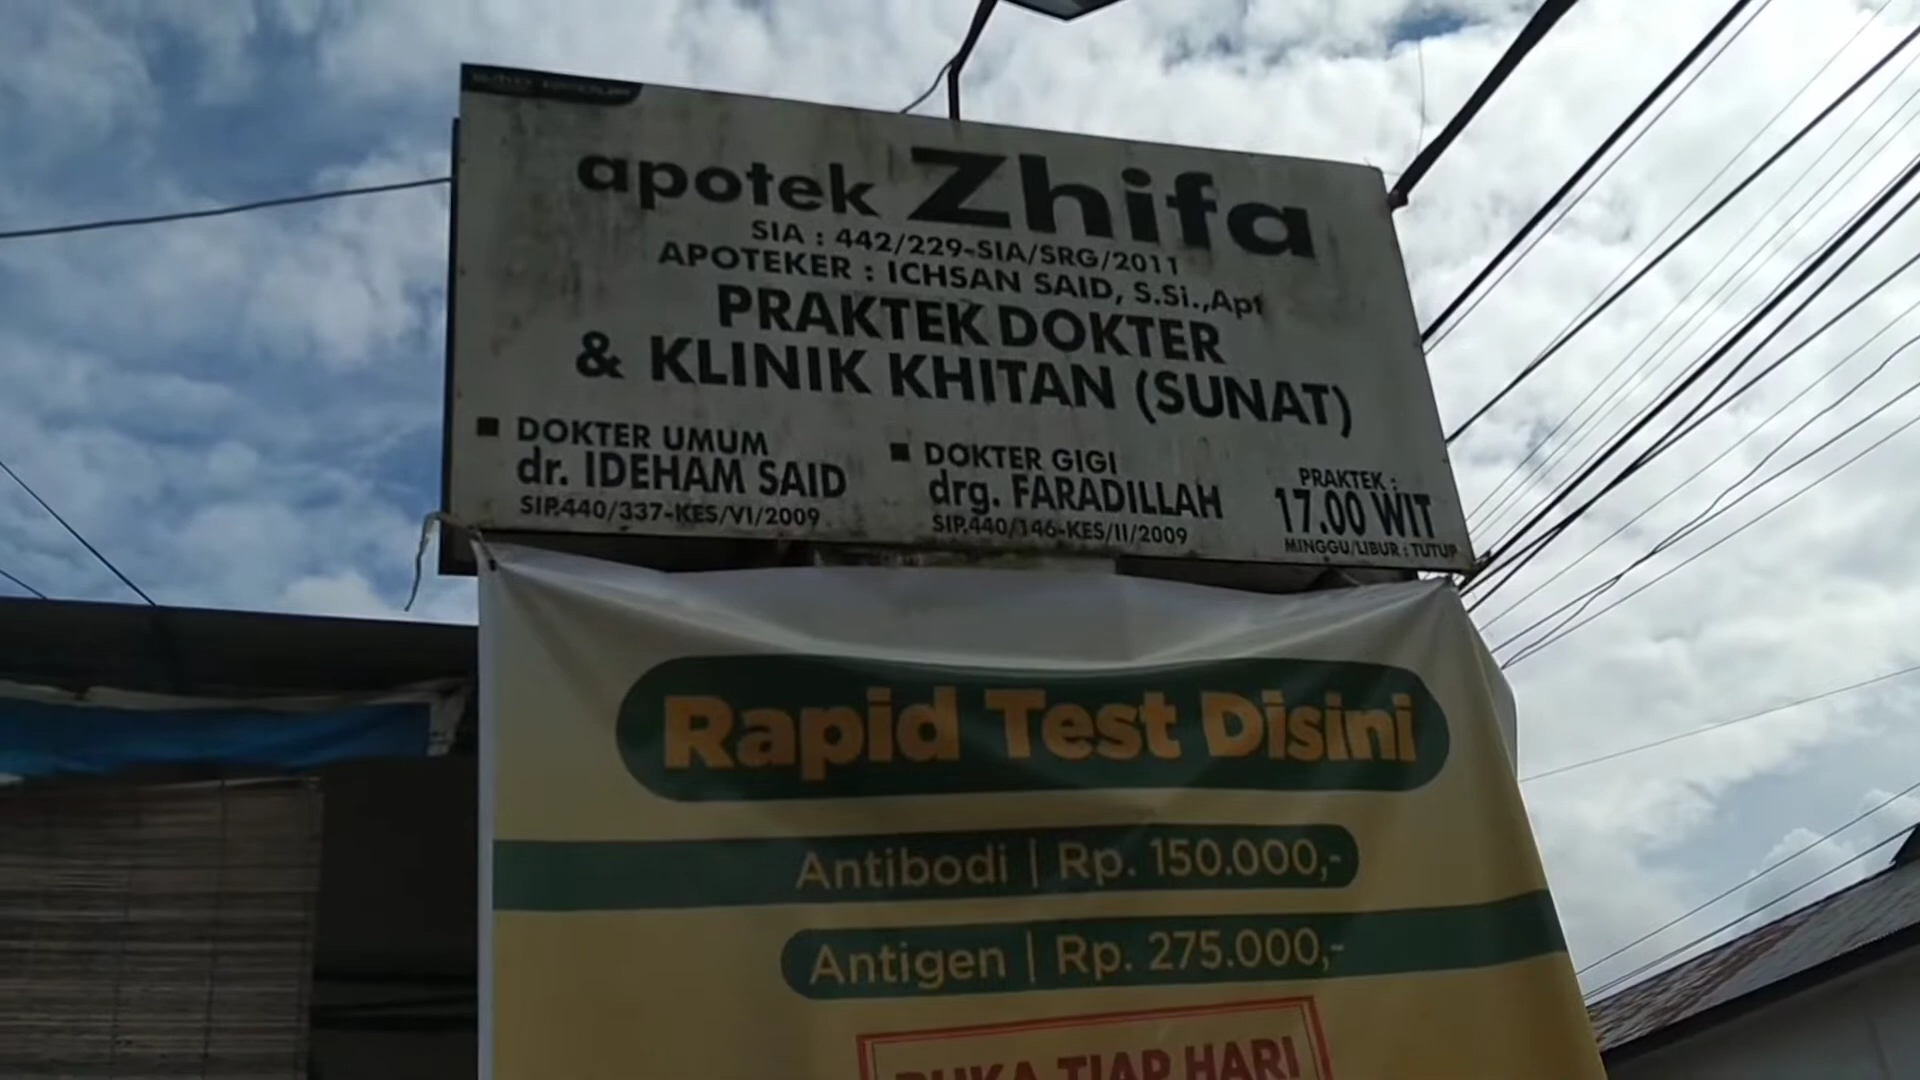 apotek Zhifa
SIA : 442/229-SIA/SRG/2011
APOTEKER : ICHSAN SAID, S.Si.,Apt
PRAKTEK DOKTER
& KLINIK KHITAN (SUNAT)
DOKTER UMUM
dr. IDEHAM SAID
SIP.440/337-KES/VI/2009
DOKTER GIGI
drg. FARADILLAH
SIP.440/146-KES/II/2009
PRAKTEK :
17.00 WIT
MINGGU/LIBUR : TUTUP
Rapid Test Disini
Antibodi | Rp. 150.000,-
Antigen | Rp. 275.000,-
BUKA TIAP HARI